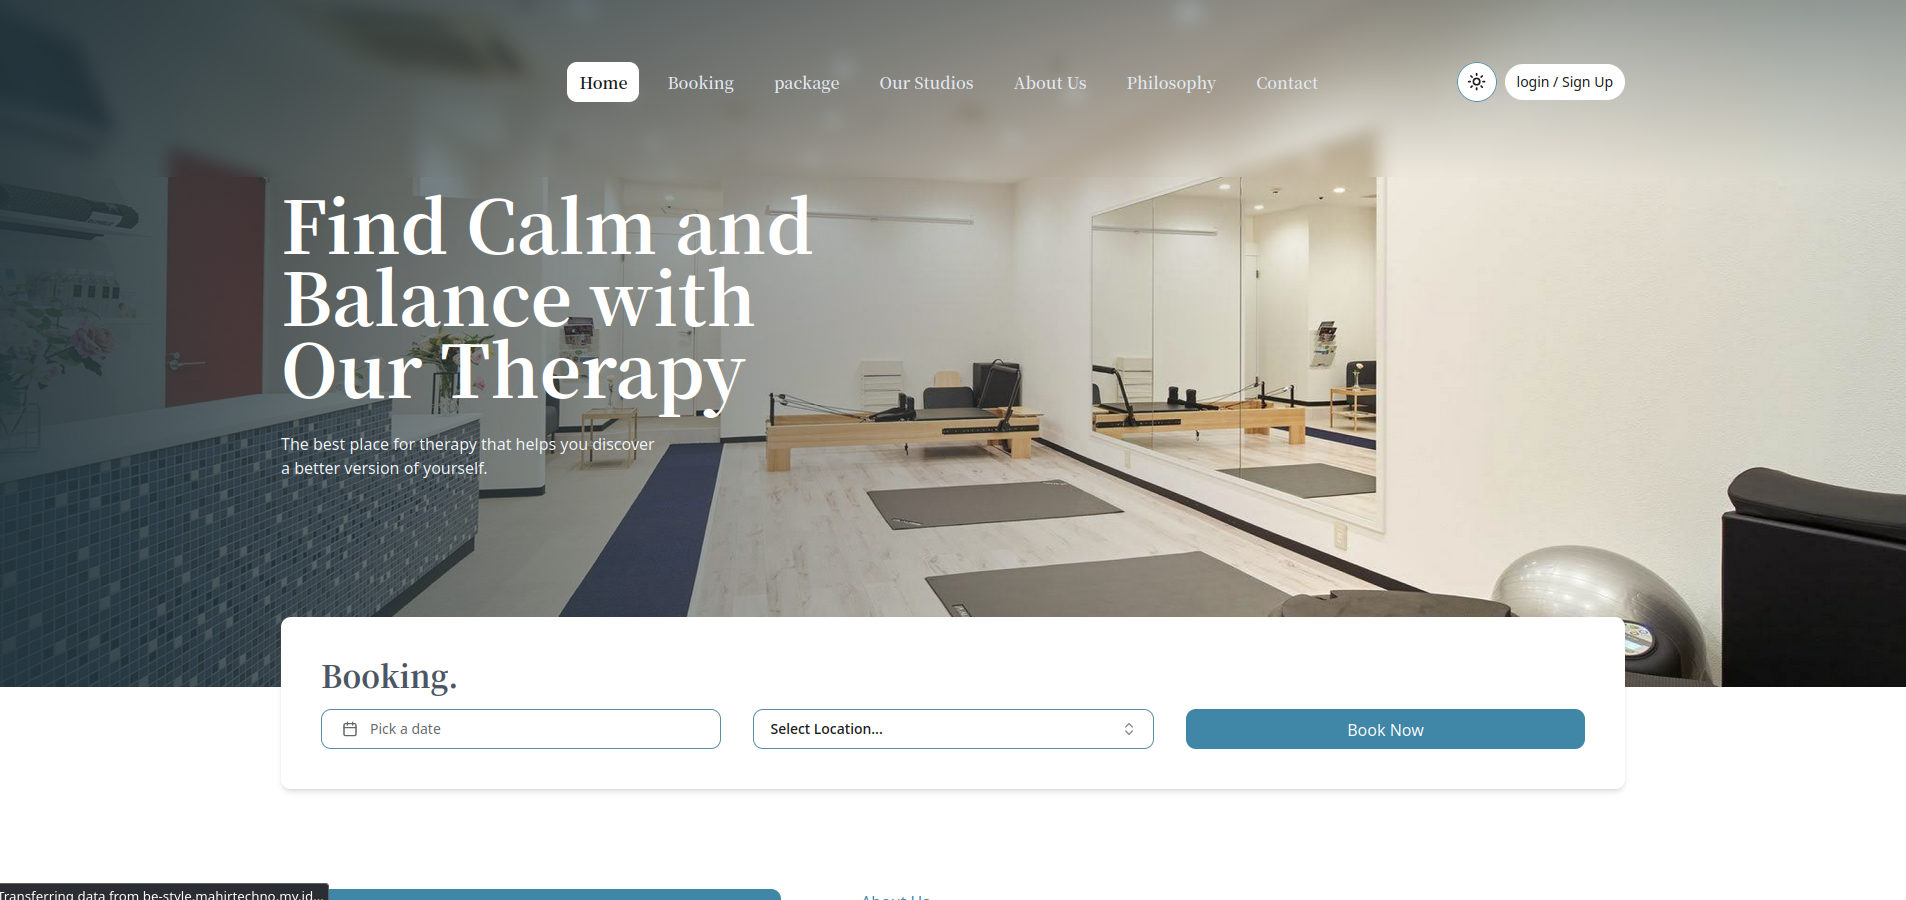 Home
Booking
package
Our Studios
About Us
Philosophy
Contact
login / Sign Up
Find Calm and
Balance with
Our Therapy
The best place for therapy that helps you discover
a better version of yourself.
Booking.
Pick a date
Select Location...
Book Now
About Us
Transferring data from be-style.mahirtechno.my.id...